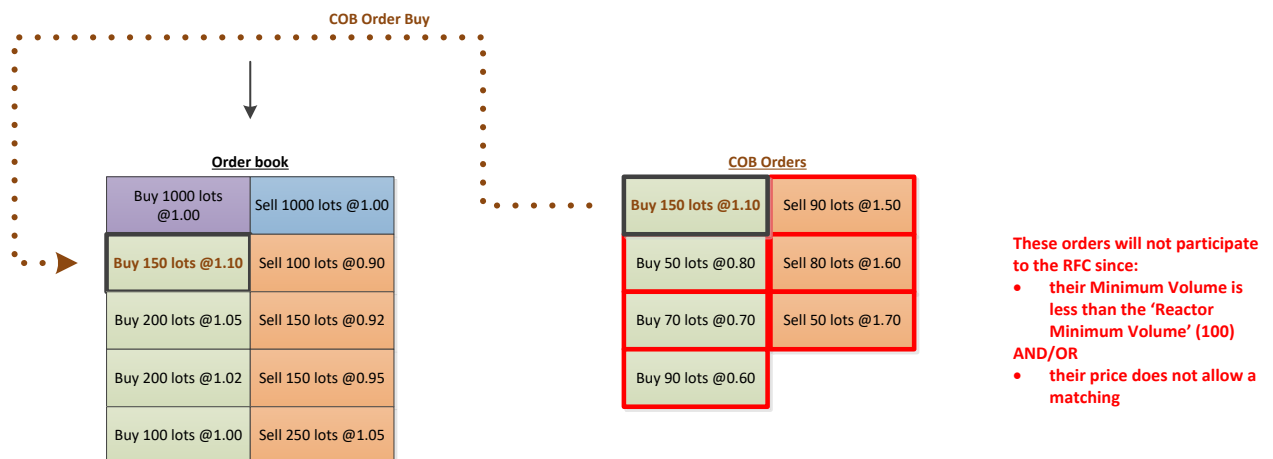 COB Order Buy
Order book
Buy 1000 lots
@1.00
Sell 1000 lots @1.00
Buy 150 lots @1.10
Sell 100 lots @0.90
Buy 200 lots @1.05
Sell 150 lots @0.92
Buy 200 lots @1.02
Sell 150 lots @0.95
Buy 100 lots @1.00
Sell 250 lots @1.05
COB Orders
Buy 150 lots @1.10
Sell 90 lots @1.50
Buy 50 lots @0.80
Sell 80 lots @1.60
Buy 70 lots @0.70
Sell 50 lots @1.70
Buy 90 lots @0.60
These orders will not participate
to the RFC since:
• their Minimum Volume is
less than the ‘Reactor
Minimum Volume’ (100)
AND/OR
• their price does not allow a
matching